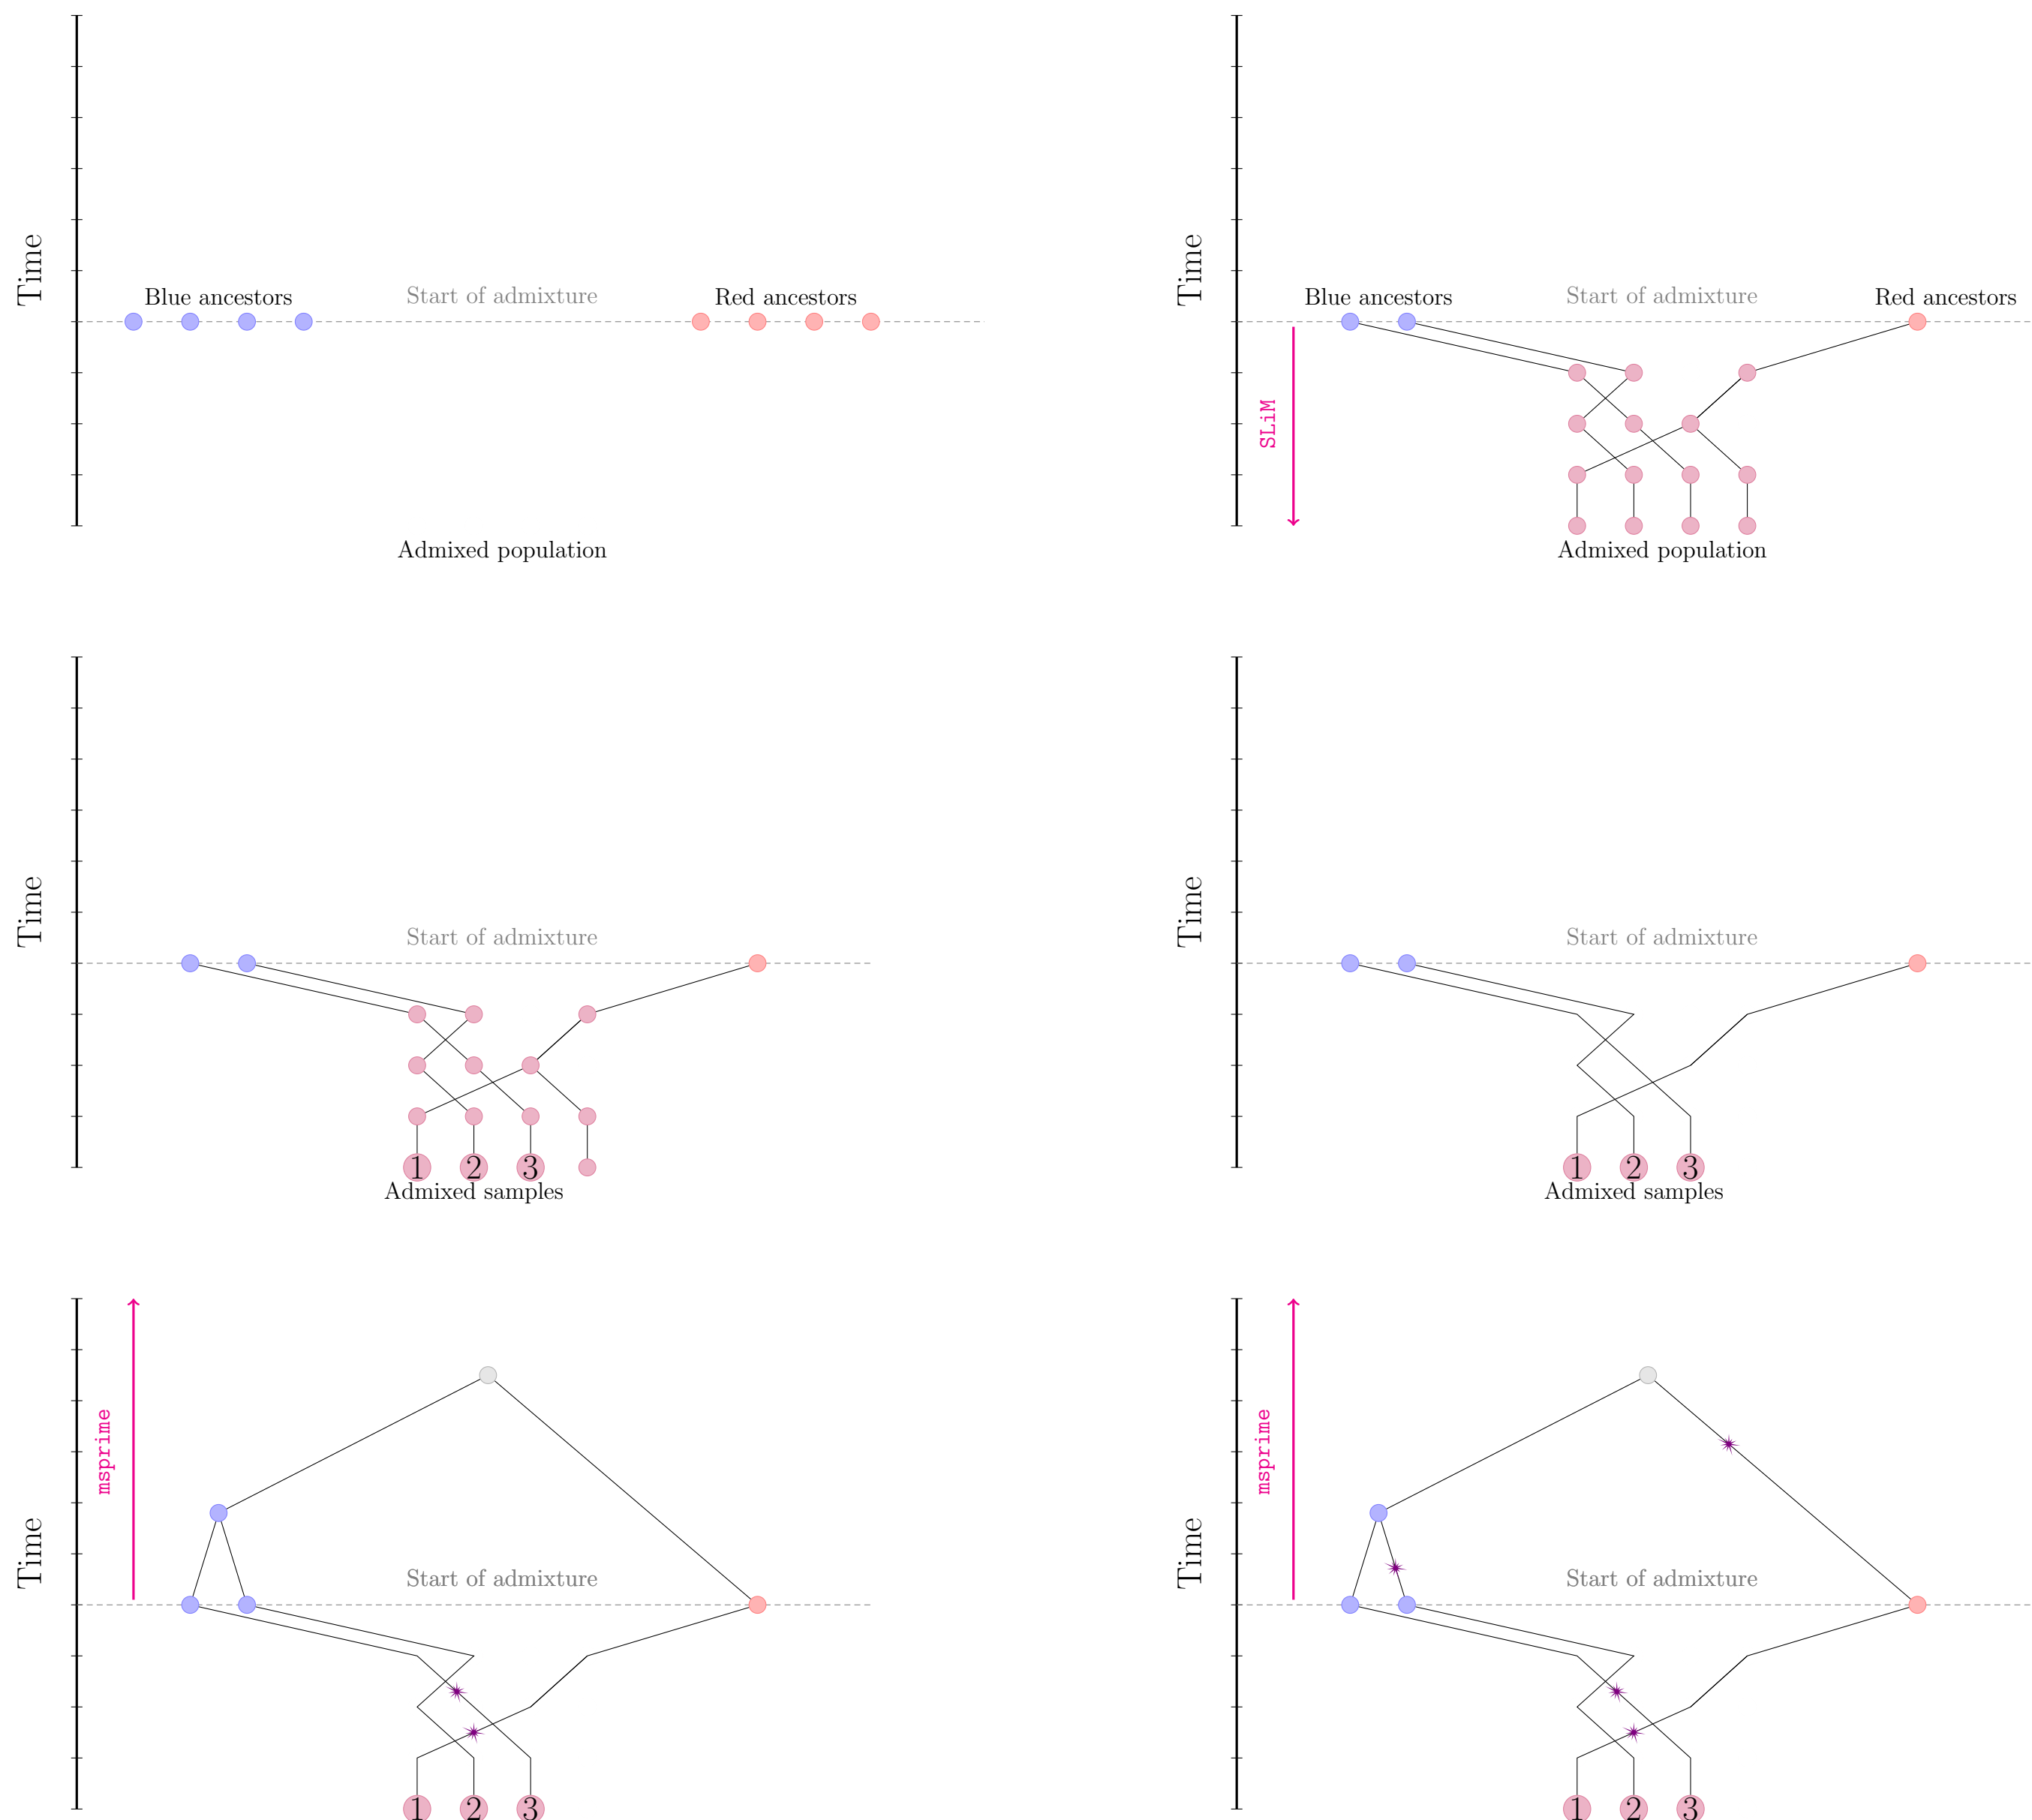 Time
Blue ancestors
Start of admixture
Red ancestors
Admixed population
Time
Blue ancestors
Start of admixture
Red ancestors
SLiM
Admixed population
Time
Start of admixture
1 2 3
Admixed samples
Time
Start of admixture
1 2 3
Admixed samples
Time
msprime
Start of admixture
1 2 3
Time
msprime
Start of admixture
1 2 3